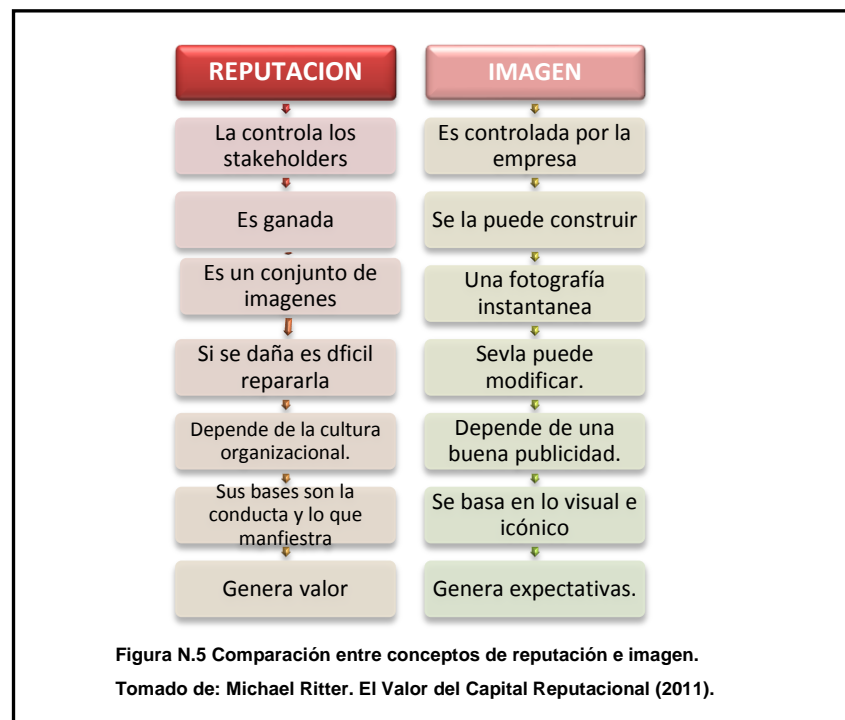 REPUTACION
La controla los
stakeholders
Es ganada
Es un conjunto de
imagenes
Si se daña es dficil
repararla
Depende de la cultura
organizacional.
Sus bases son la
conducta y lo que
manfiestra
Genera valor
IMAGEN
Es controlada por la
empresa
Se la puede construir
Una fotografía
instantanea
Sevla puede
modificar.
Depende de una
buena publicidad.
Se basa en lo visual e
icónico
Genera expectativas.
Figura N.5 Comparación entre conceptos de reputación e imagen.
Tomado de: Michael Ritter. El Valor del Capital Reputacional (2011).